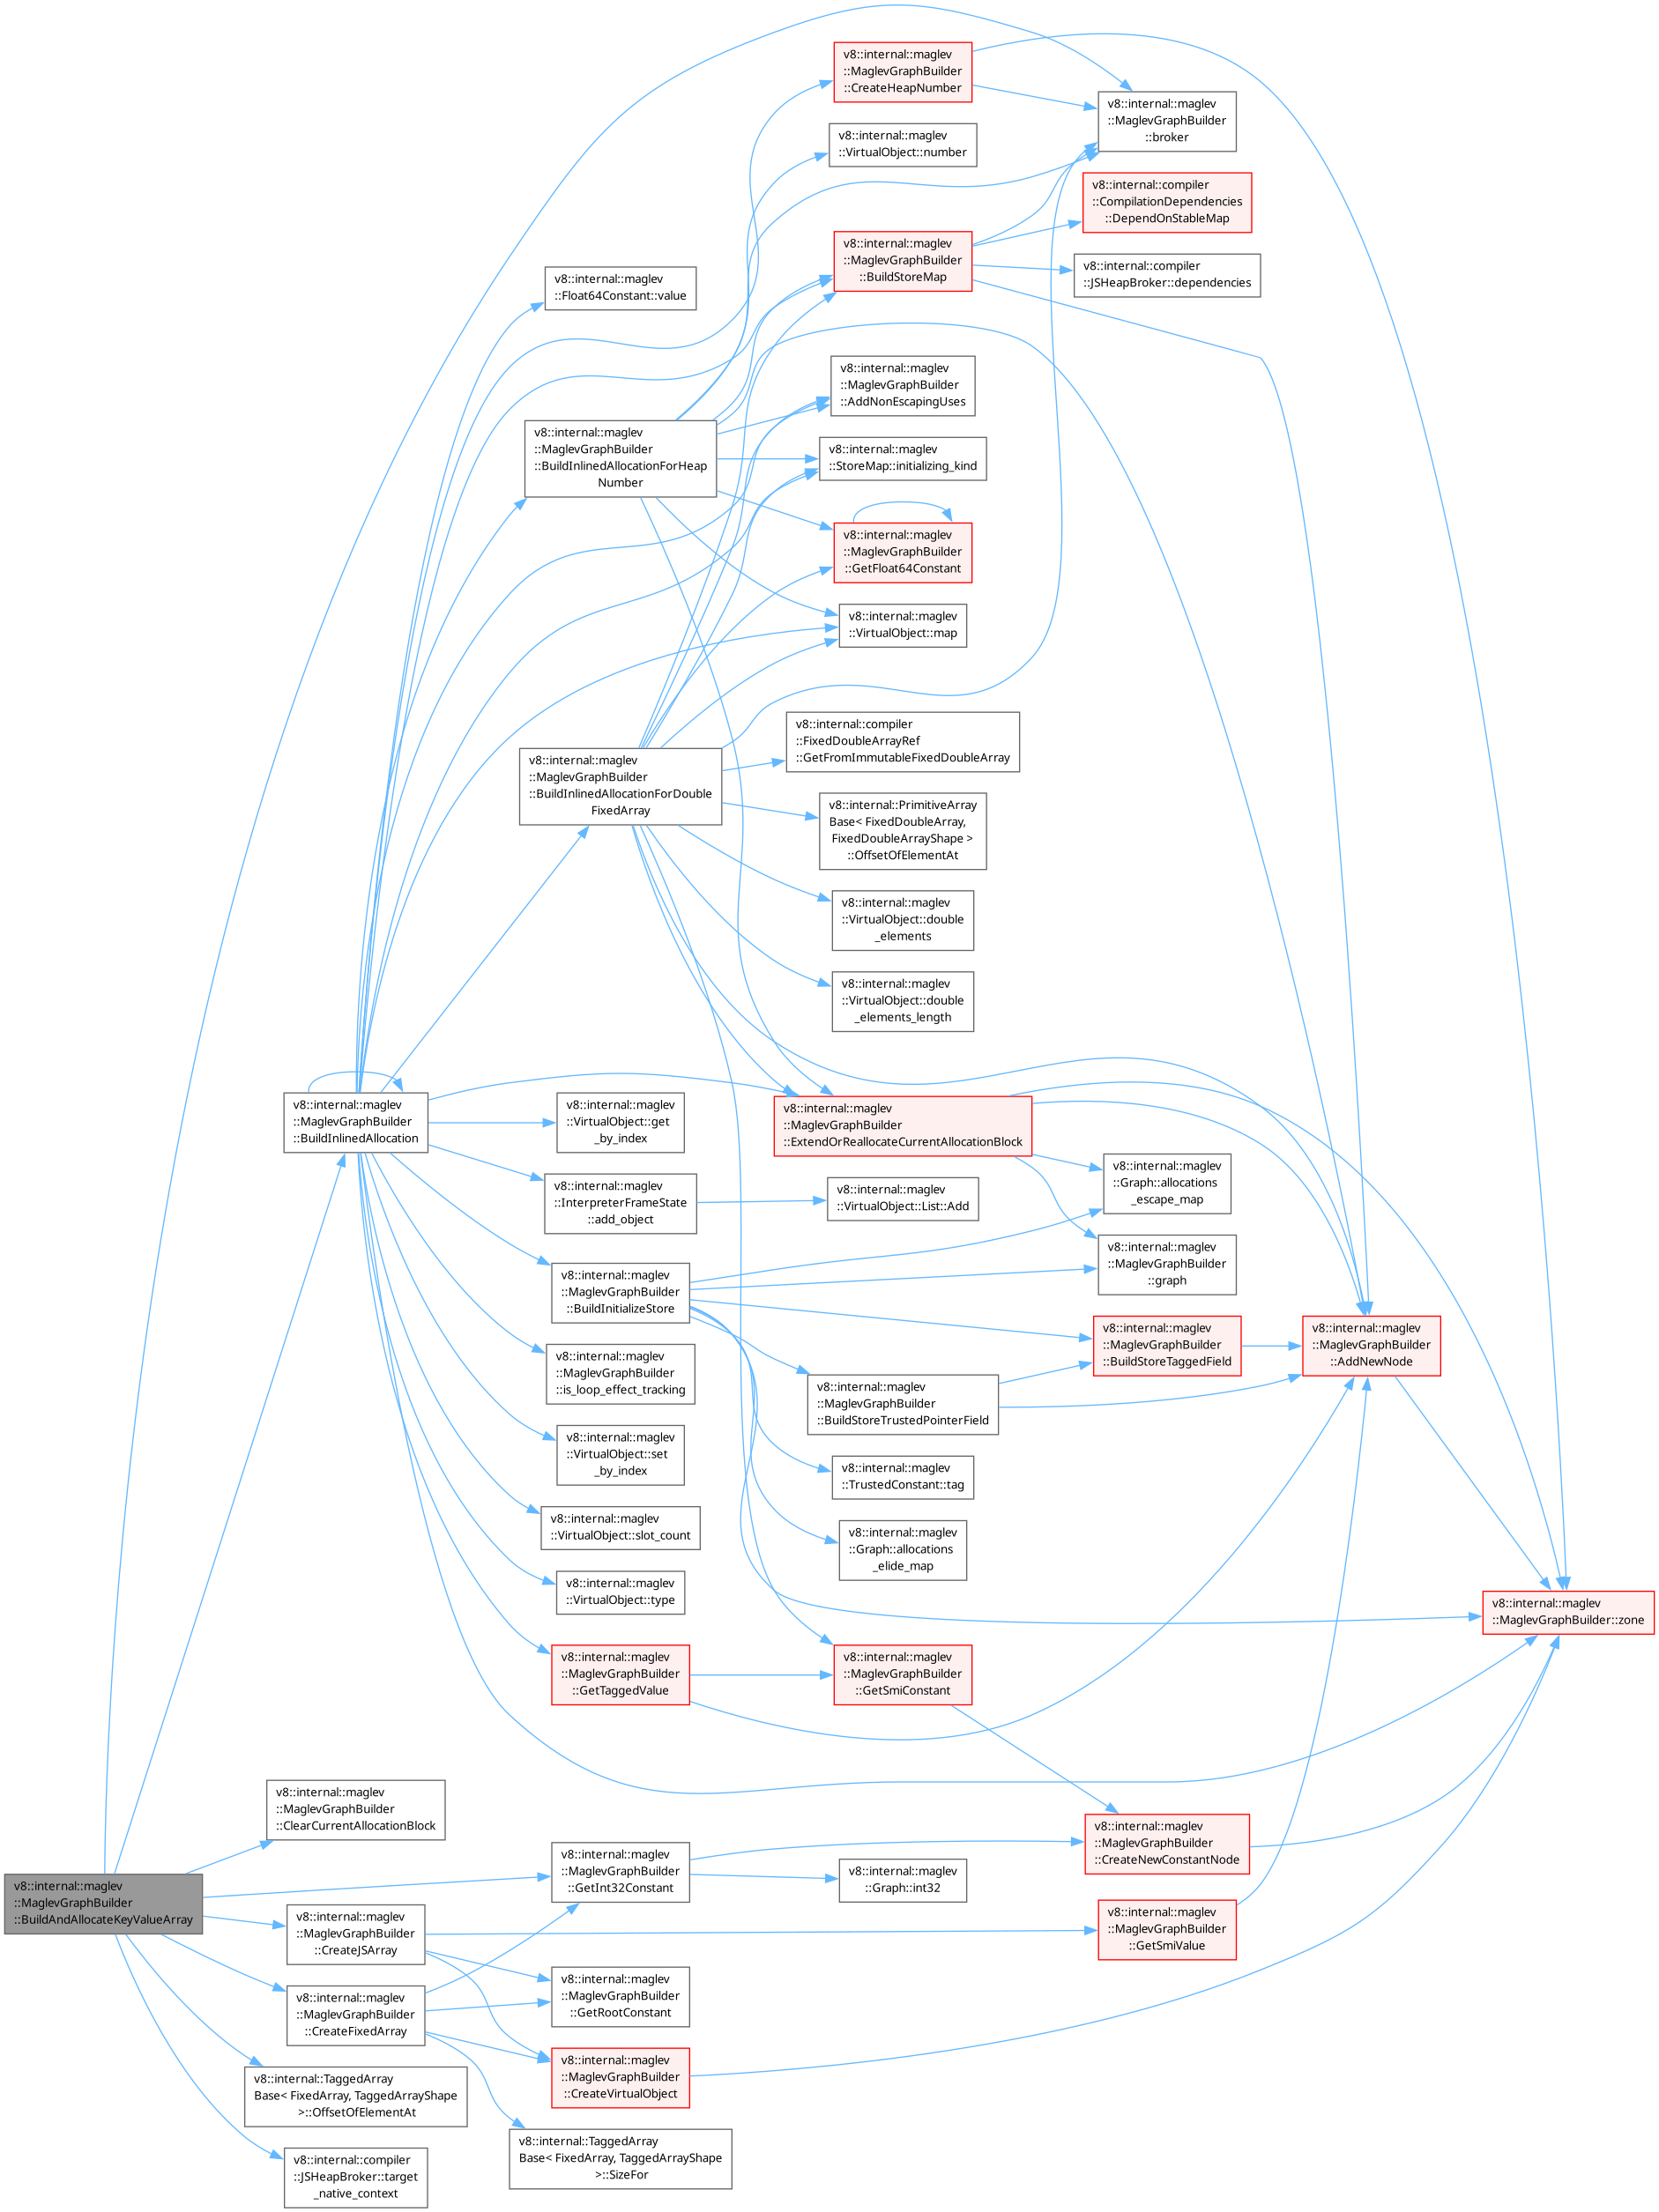 v8::internal::maglev
::MaglevGraphBuilder
::BuildAndAllocateKeyValueArray
v8::internal::maglev
::MaglevGraphBuilder
::broker
v8::internal::maglev
::MaglevGraphBuilder
::BuildInlinedAllocation
v8::internal::maglev
::MaglevGraphBuilder
::ClearCurrentAllocationBlock
v8::internal::maglev
::MaglevGraphBuilder
::CreateJSArray
v8::internal::maglev
::MaglevGraphBuilder
::CreateFixedArray
v8::internal::TaggedArray
Base< FixedArray, TaggedArrayShape
>::OffsetOfElementAt
v8::internal::compiler
::JSHeapBroker::target
_native_context
v8::internal::maglev
::Float64Constant::value
v8::internal::maglev
::MaglevGraphBuilder
::BuildInlinedAllocationForHeap
Number
v8::internal::maglev
::MaglevGraphBuilder
::BuildInlinedAllocationForDouble
FixedArray
v8::internal::maglev
::VirtualObject::get
_by_index
v8::internal::maglev
::InterpreterFrameState
::add_object
v8::internal::maglev
::MaglevGraphBuilder
::BuildInitializeStore
v8::internal::maglev
::MaglevGraphBuilder
::is_loop_effect_tracking
v8::internal::maglev
::VirtualObject::set
_by_index
v8::internal::maglev
::VirtualObject::slot_count
v8::internal::maglev
::VirtualObject::type
v8::internal::maglev
::MaglevGraphBuilder
::GetTaggedValue
v8::internal::maglev
::MaglevGraphBuilder
::GetInt32Constant
v8::internal::maglev
::MaglevGraphBuilder
::GetRootConstant
v8::internal::maglev
::MaglevGraphBuilder
::CreateVirtualObject
v8::internal::TaggedArray
Base< FixedArray, TaggedArrayShape
>::SizeFor
v8::internal::maglev
::MaglevGraphBuilder
::CreateHeapNumber
v8::internal::maglev
::VirtualObject::number
v8::internal::maglev
::MaglevGraphBuilder
::BuildStoreMap
v8::internal::maglev
::MaglevGraphBuilder
::AddNonEscapingUses
v8::internal::maglev
::StoreMap::initializing_kind
v8::internal::maglev
::MaglevGraphBuilder
::GetFloat64Constant
v8::internal::maglev
::VirtualObject::map
v8::internal::compiler
::FixedDoubleArrayRef
::GetFromImmutableFixedDoubleArray
v8::internal::PrimitiveArray
Base< FixedDoubleArray,
FixedDoubleArrayShape >
::OffsetOfElementAt
v8::internal::maglev
::VirtualObject::double
_elements
v8::internal::maglev
::VirtualObject::double
_elements_length
v8::internal::maglev
::MaglevGraphBuilder
::ExtendOrReallocateCurrentAllocationBlock
v8::internal::maglev
::VirtualObject::List::Add
v8::internal::maglev
::MaglevGraphBuilder
::BuildStoreTrustedPointerField
v8::internal::maglev
::TrustedConstant::tag
v8::internal::maglev
::Graph::allocations
_elide_map
v8::internal::maglev
::MaglevGraphBuilder
::GetSmiConstant
v8::internal::maglev
::Graph::int32
v8::internal::compiler
::CompilationDependencies
::DependOnStableMap
v8::internal::compiler
::JSHeapBroker::dependencies
v8::internal::maglev
::Graph::allocations
_escape_map
v8::internal::maglev
::MaglevGraphBuilder
::graph
v8::internal::maglev
::MaglevGraphBuilder
::BuildStoreTaggedField
v8::internal::maglev
::MaglevGraphBuilder
::CreateNewConstantNode
v8::internal::maglev
::MaglevGraphBuilder
::GetSmiValue
v8::internal::maglev
::MaglevGraphBuilder
::AddNewNode
v8::internal::maglev
::MaglevGraphBuilder::zone